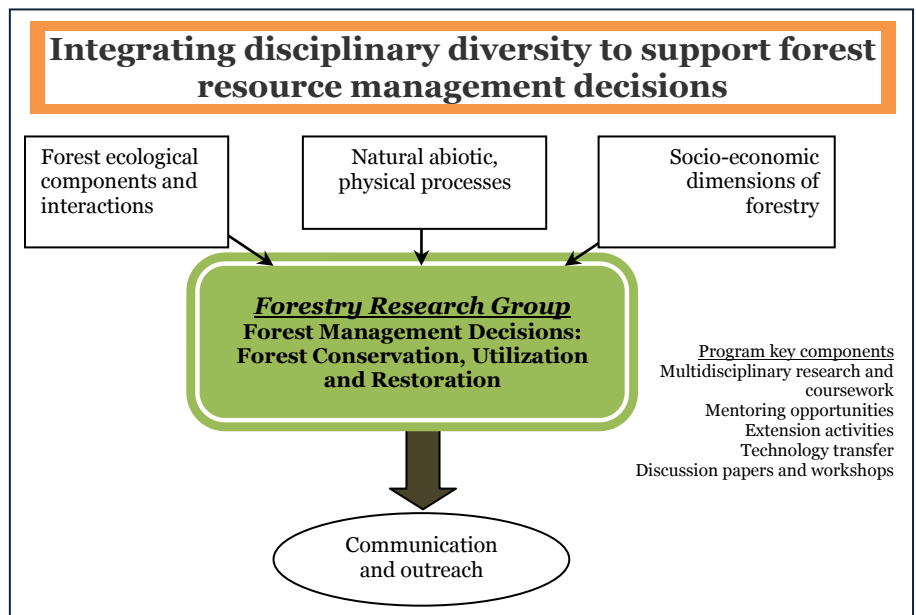 Integrating disciplinary diversity to support forest
resource management decisions
Forest ecological
components and
interactions
Natural abiotic,
physical processes
Socio-economic
dimensions of
forestry
Forestry Research Group
Forest Management Decisions:
Forest Conservation, Utilization
and Restoration
Program key components
Multidisciplinary research and
coursework
Mentoring opportunities
Extension activities
Technology transfer
Discussion papers and workshops
Communication
and outreach